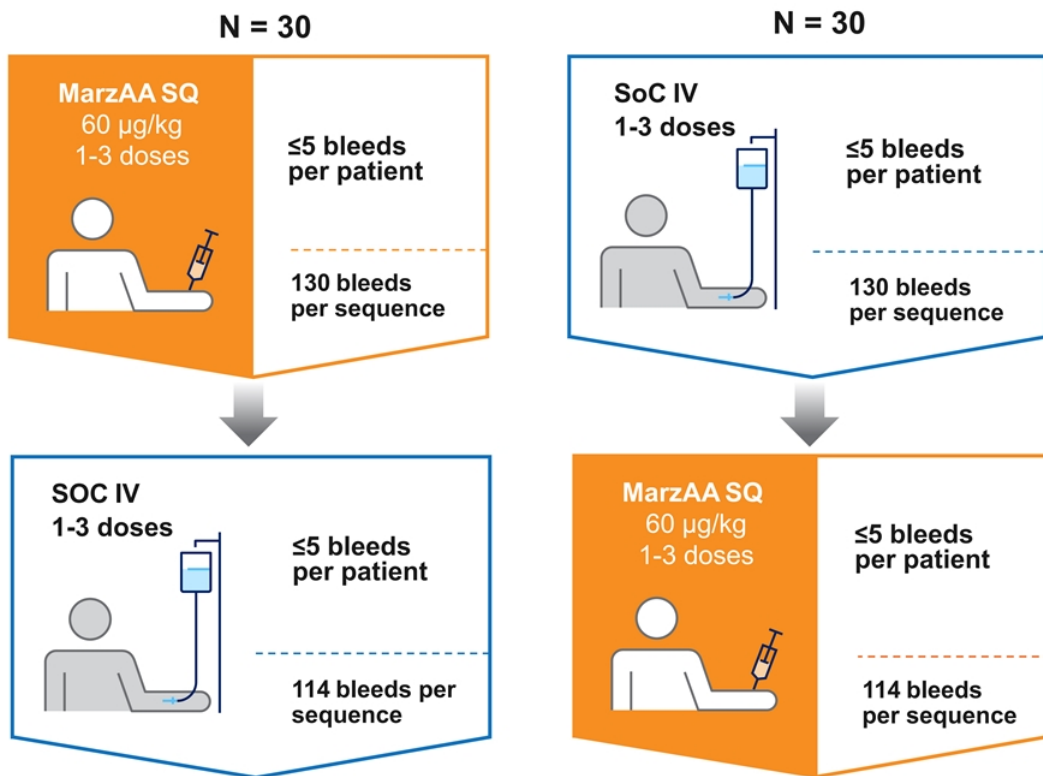 N = 30
MarzAA SQ
60 µg/kg
1-3 doses
≤5 bleeds
per patient
130 bleeds
per sequence
N = 30
SoC IV
1-3 doses
≤5 bleeds
per patient
130 bleeds
per sequence
SOC IV
1-3 doses
≤5 bleeds
per patient
114 bleeds per
sequence
MarzAA SQ
60 µg/kg
1-3 doses
≤5 bleeds
per patient
114 bleeds
per sequence